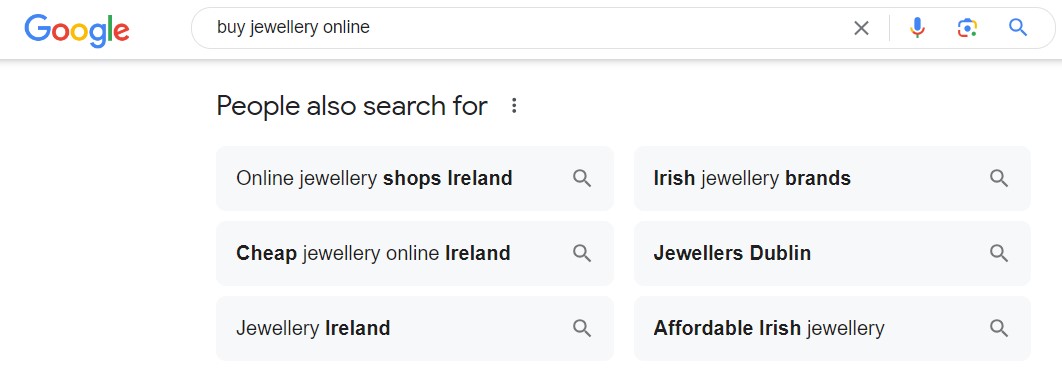 Google
buy jewellery online
People also search for
Online jewellery shops Ireland
Irish jewellery brands
Cheap jewellery online Ireland
Jewellers Dublin
Jewellery Ireland
Affordable Irish jewellery